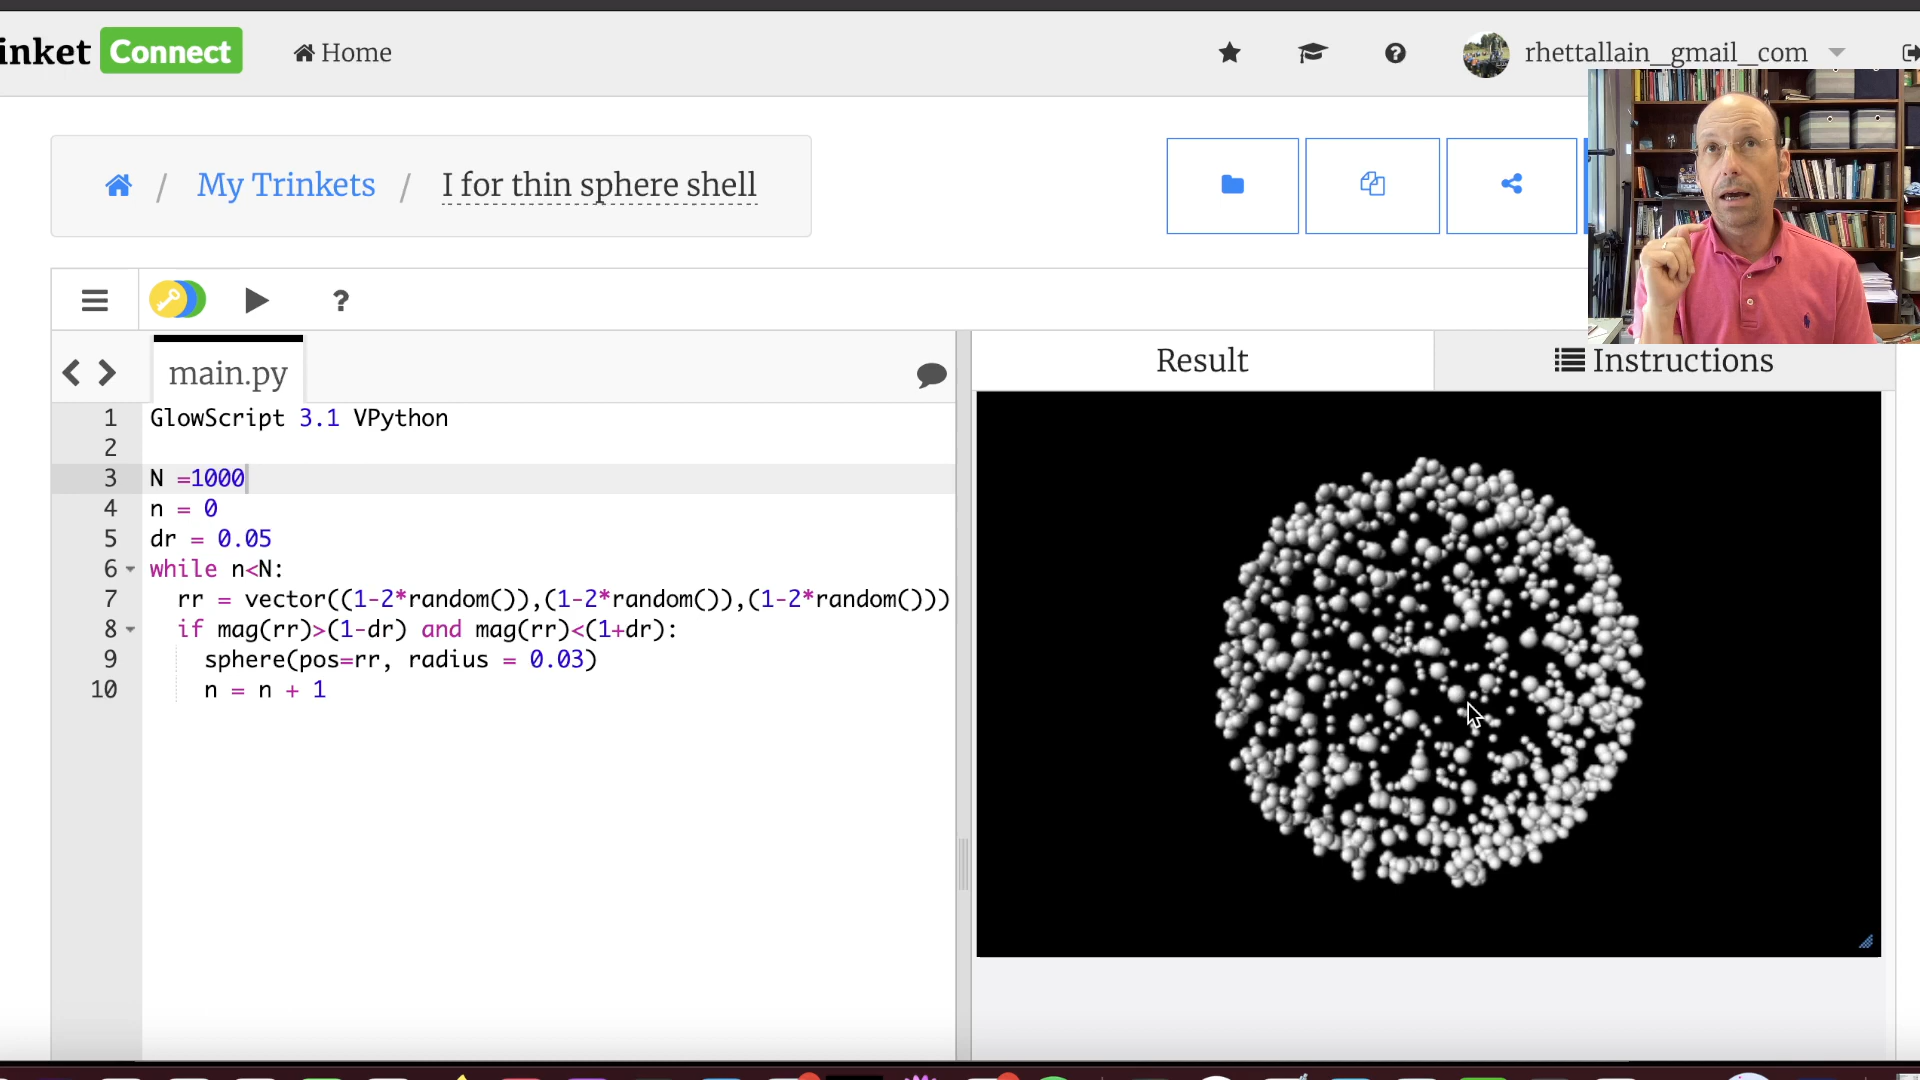 inket Connect Home rhettallain_gmail_com
/ My Trinkets / I for thin sphere shell
?
main.py
Result Instructions
1 GlowScript 3.1 VPython
2
3 N =1000
4 n = 0
5 dr = 0.05
6 while n<N:
7 rr = vector((1-2*random()),(1-2*random()),(1-2*random()))
8 if mag(rr)>(1-dr) and mag(rr)<(1+dr):
9 sphere(pos=rr, radius = 0.03)
10 n = n + 1